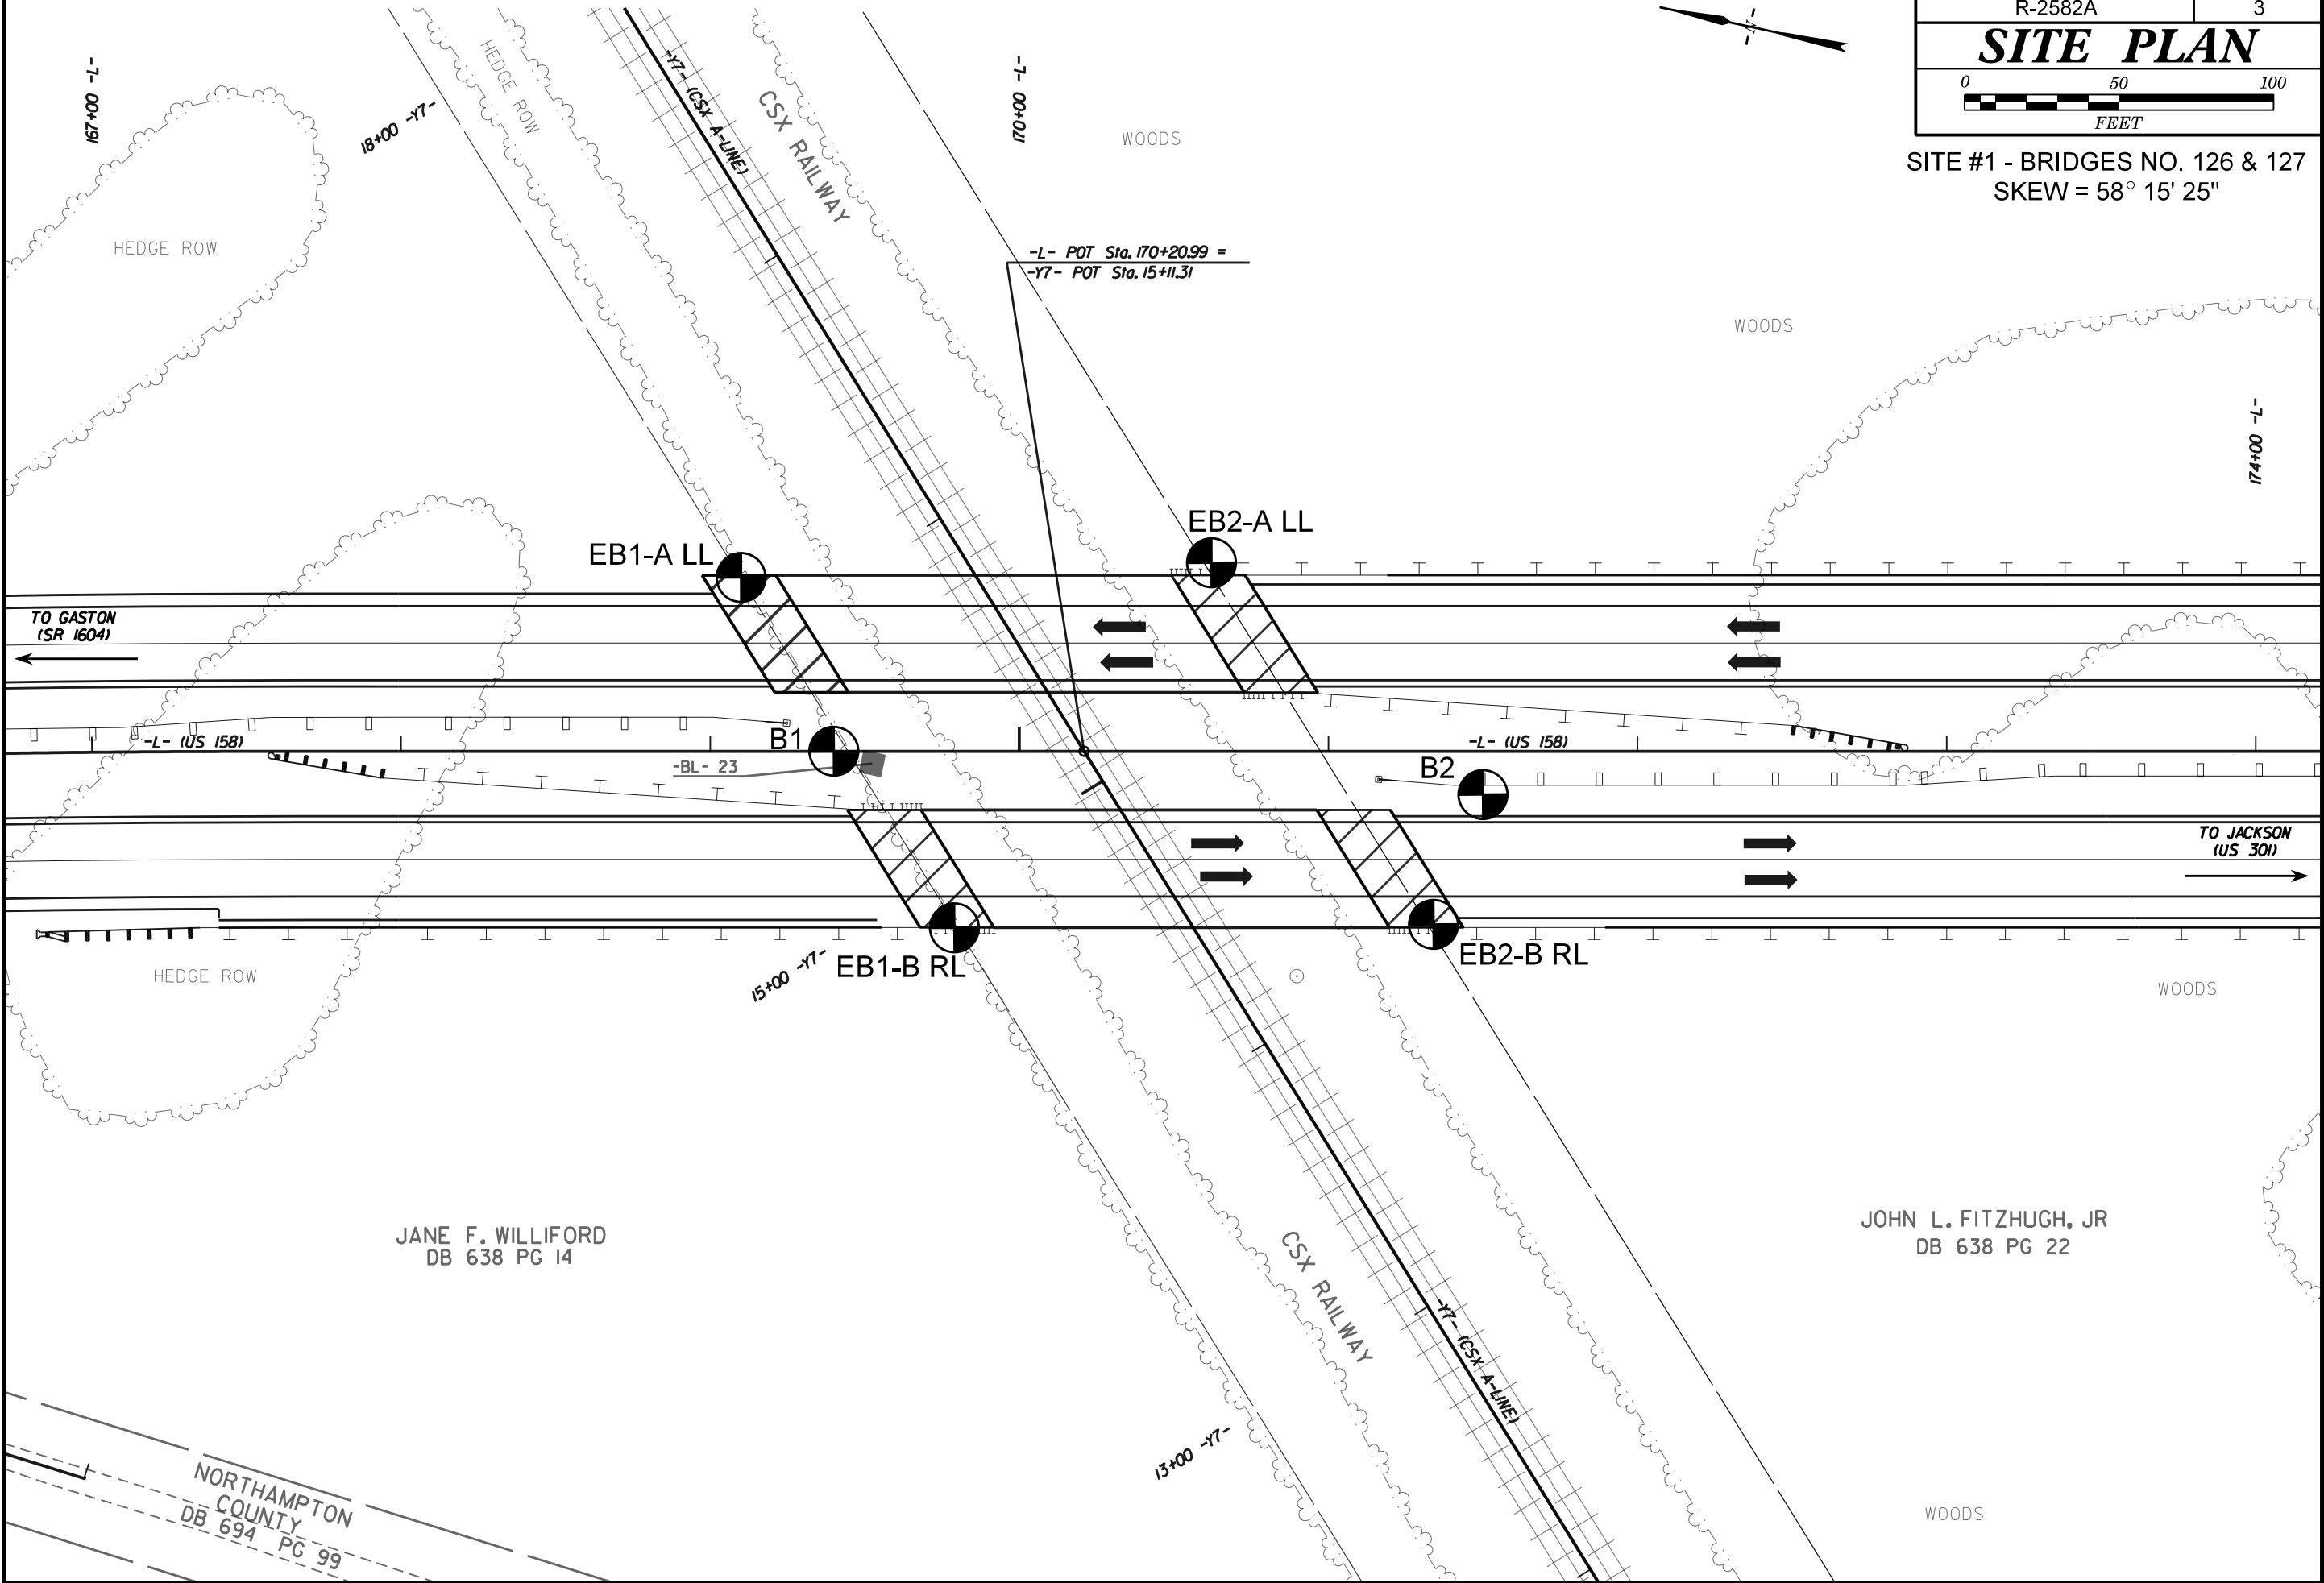 R-2582A 3
SITE PLAN
0 50 100
FEET
SITE #1 - BRIDGES NO. 126 & 127
SKEW = 58° 15' 25"
-N-
167+00 -L-
18+00 -Y7-
HEDGE ROW
-Y7- (CSX A-LINE)
CSX RAILWAY
170+00 -L-
WOODS
HEDGE ROW
-L- POT Sta. 170+20.99 =
-Y7- POT Sta. 15+11.31
WOODS
174+00 -L-
EB1-A LL
EB2-A LL
TO GASTON
(SR 1604)
-L- (US 158)
B1
-BL- 23
-L- (US 158)
B2
TO JACKSON
(US 301)
HEDGE ROW
15+00 -Y7-
EB1-B RL
EB2-B RL
WOODS
JANE F. WILLIFORD
DB 638 PG 14
CSX RAILWAY
JOHN L. FITZHUGH, JR
DB 638 PG 22
-Y7- (CSX A-LINE)
13+00 -Y7-
NORTHAMPTON
COUNTY
DB 694 PG 99
WOODS